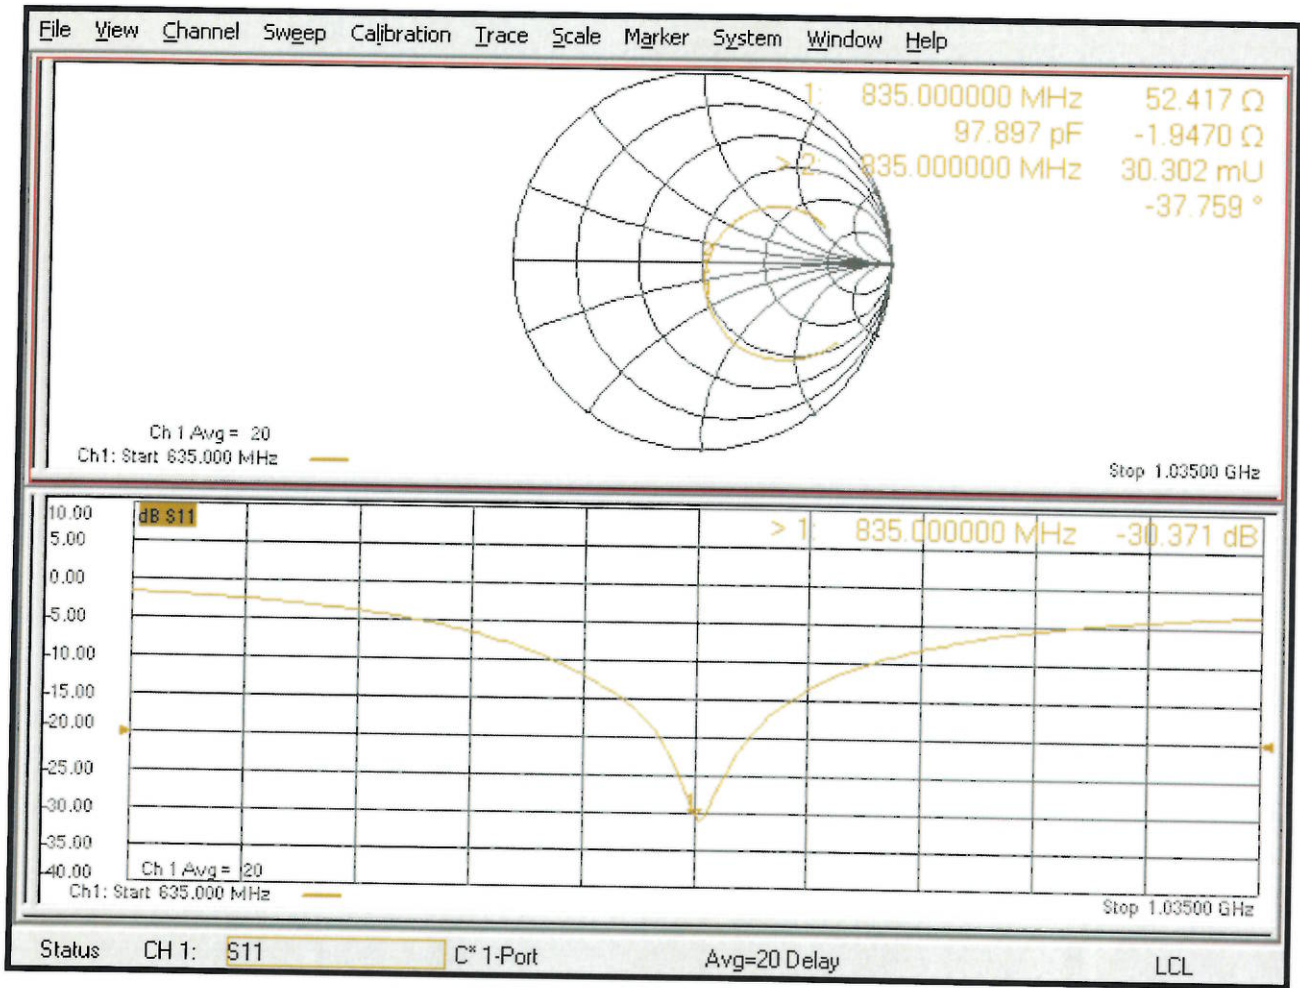 File View Channel Sweep Calibration Trace Scale Marker System Window Help
1: 835.000000 MHz 52.417 Ω
97.897 pF -1.9470 Ω
> 2: 835.000000 MHz 30.302 mU
-37.759 °
Ch 1 Avg = 20
Ch1: Start 635.000 MHz
Stop 1.03500 GHz
10.00
dB S11
> 1: 835.000000 MHz -30.371 dB
5.00
0.00
-5.00
-10.00
-15.00
-20.00
-25.00
-30.00
1
-35.00
-40.00
Ch 1 Avg = 20
Ch1: Start 635.000 MHz
Stop 1.03500 GHz
Status CH 1: S11 C* 1-Port Avg=20 Delay LCL